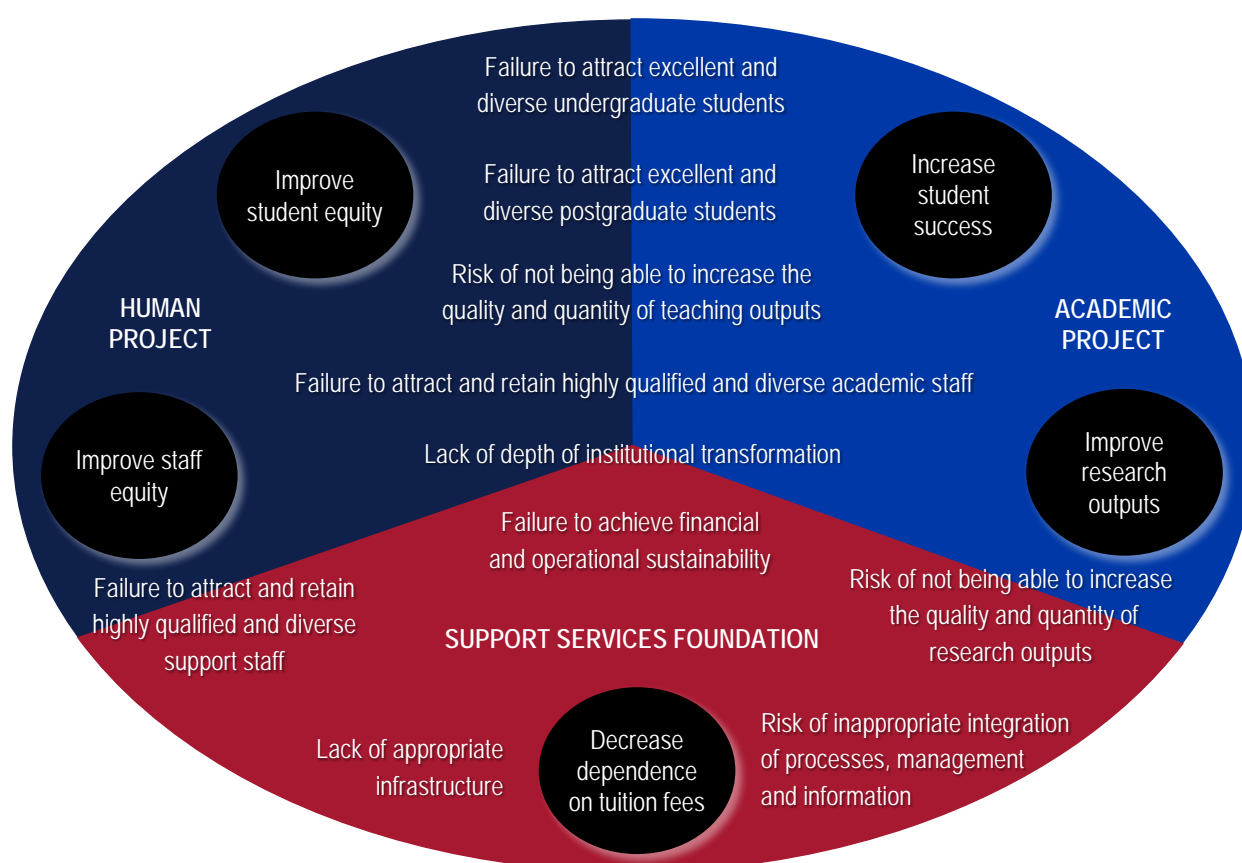 Failure to attract excellent and
diverse undergraduate students
Improve
student equity
Failure to attract excellent and
diverse postgraduate students
Increase
student
success
Risk of not being able to increase the
quality and quantity of teaching outputs
HUMAN
PROJECT
ACADEMIC
PROJECT
Failure to attract and retain highly qualified and diverse academic staff
Improve staff
equity
Lack of depth of institutional transformation
Improve
research
outputs
Failure to achieve financial
and operational sustainability
Failure to attract and retain
highly qualified and diverse
support staff
Risk of not being able to increase
the quality and quantity of
research outputs
SUPPORT SERVICES FOUNDATION
Lack of appropriate
infrastructure
Decrease
dependence
on tuition fees
Risk of inappropriate integration
of processes, management
and information